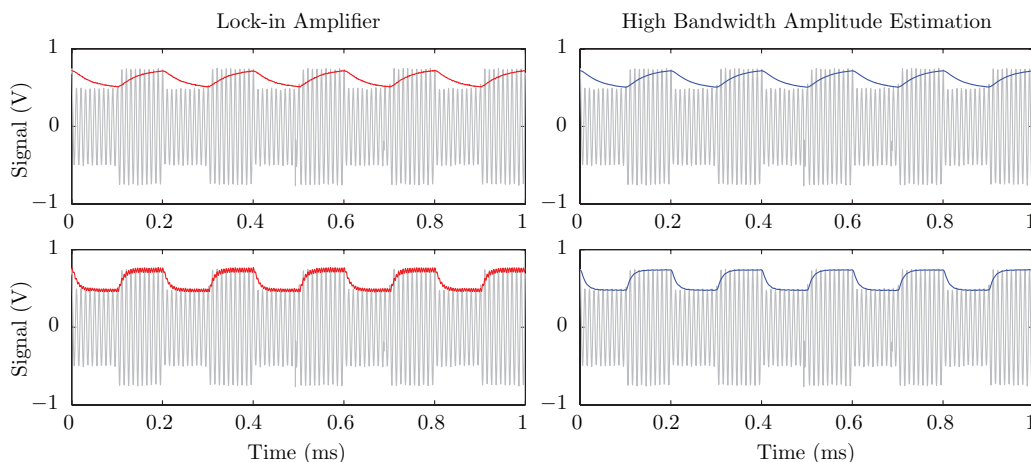 Lock-in Amplifier
High Bandwidth Amplitude Estimation
Signal (V)
1
0
−1
0 0.2 0.4 0.6 0.8 1
1
0
−1
0 0.2 0.4 0.6 0.8 1
Signal (V)
1
0
−1
0 0.2 0.4 0.6 0.8 1
Time (ms)
1
0
−1
0 0.2 0.4 0.6 0.8 1
Time (ms)